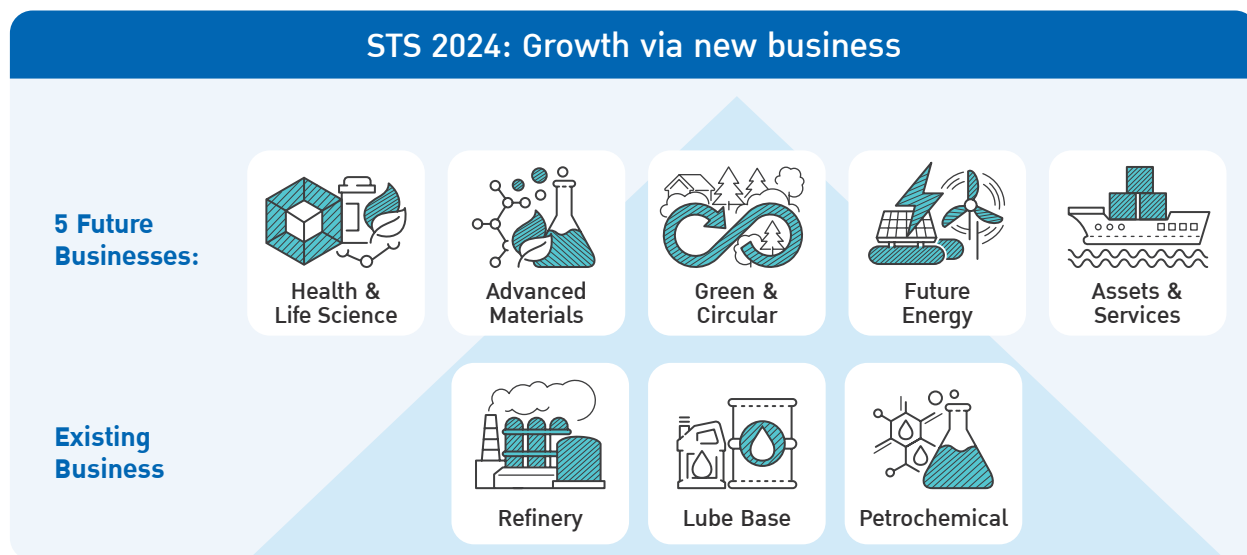 STS 2024: Growth via new business
5 Future
Businesses:
Health &
Life Science
Advanced
Materials
Green &
Circular
Future
Energy
Assets &
Services
Existing
Business
Refinery
Lube Base
Petrochemical